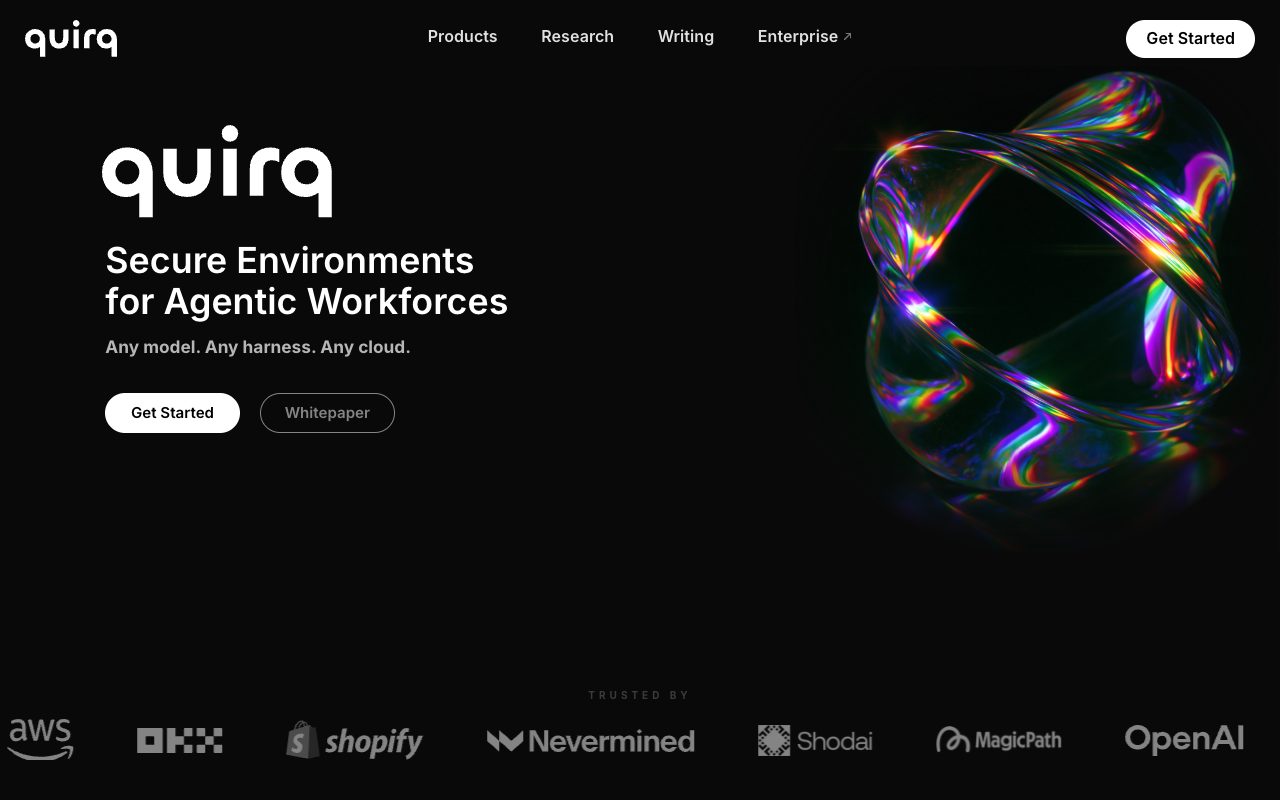 quirq
Products
Research
Writing
Enterprise ↗
Get Started
quirq
Secure Environments
for Agentic Workforces
Any model. Any harness. Any cloud.
Get Started
Whitepaper
TRUSTED BY
aws
OKX
shopify
Nevermined
Shodai
MagicPath
OpenAI